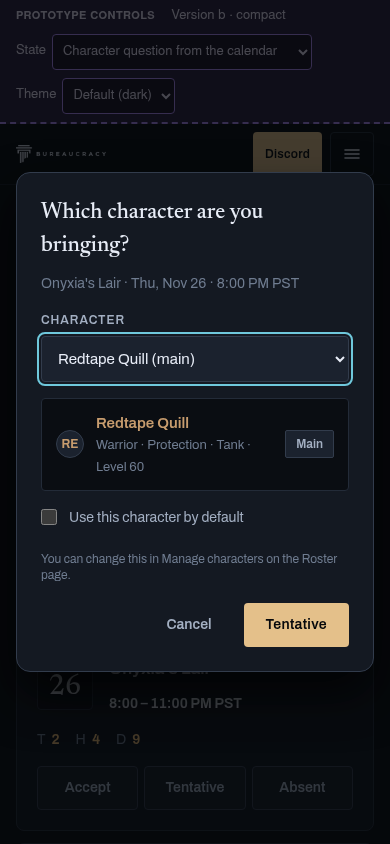 PROTOTYPE CONTROLS Version b · compact
State Character question from the calendar
Theme Default (dark)
BUREAUCRACY Discord
Which character are you
bringing?
Onyxia's Lair · Thu, Nov 26 · 8:00 PM PST
CHARACTER
Redtape Quill (main)
RE Redtape Quill
Warrior · Protection · Tank · Main
Level 60
Use this character by default
You can change this in Manage characters on the Roster
page.
Cancel Tentative
Onyxia's Lair
26
8:00 – 11:00 PM PST
T 2 H 4 D 9
Accept Tentative Absent